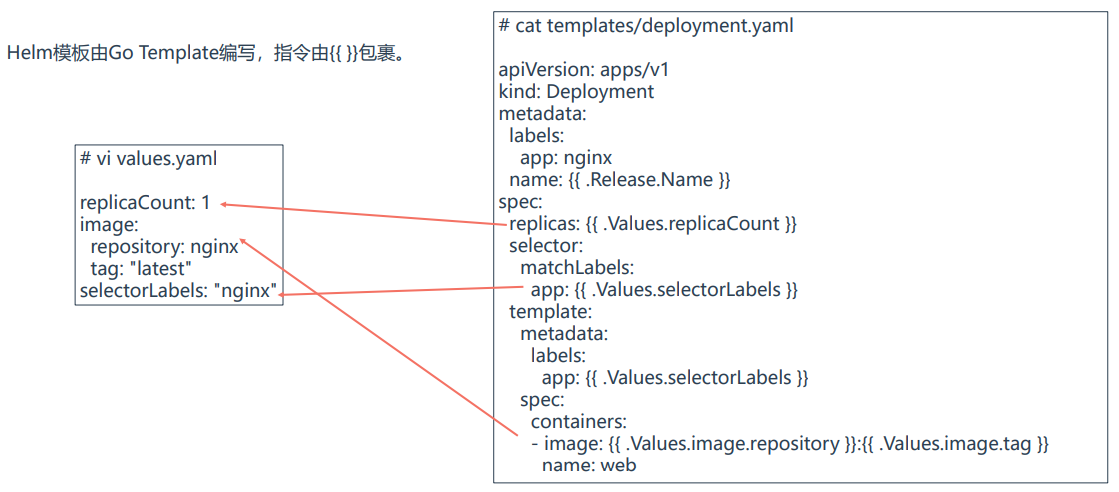 Helm模板由Go Template编写，指令由{{ }}包裹。
# vi values.yaml
replicaCount: 1
image:
  repository: nginx
  tag: "latest"
selectorLabels: "nginx"
# cat templates/deployment.yaml
apiVersion: apps/v1
kind: Deployment
metadata:
  labels:
    app: nginx
  name: {{ .Release.Name }}
spec:
  replicas: {{ .Values.replicaCount }}
  selector:
    matchLabels:
      app: {{ .Values.selectorLabels }}
  template:
    metadata:
      labels:
        app: {{ .Values.selectorLabels }}
    spec:
      containers:
      - image: {{ .Values.image.repository }}:{{ .Values.image.tag }}
        name: web